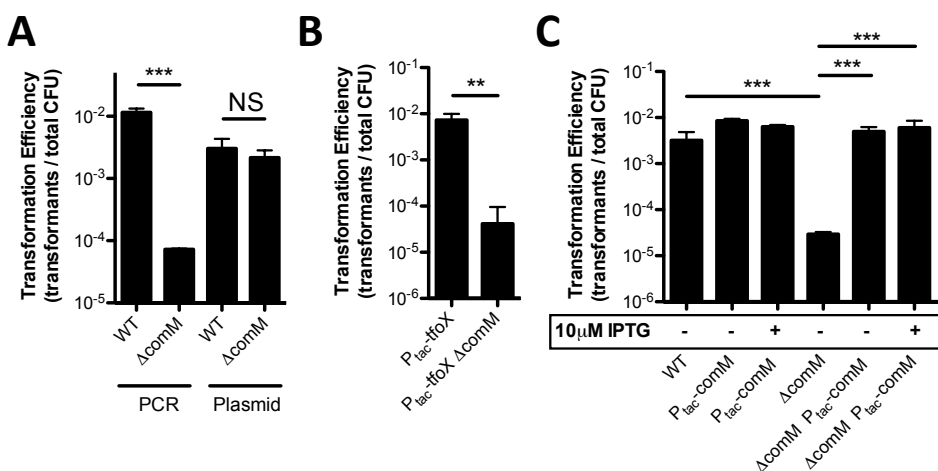 A
Transformation Efficiency
(transformants / total CFU)
10⁻²
10⁻³
10⁻⁴
10⁻⁵
***
NS
WT
ΔcomM
WT
ΔcomM
PCR
Plasmid
B
Transformation Efficiency
(transformants / total CFU)
10⁻¹
10⁻²
10⁻³
10⁻⁴
10⁻⁵
10⁻⁶
**
Ptac-tfoX
Ptac-tfoX ΔcomM
C
Transformation Efficiency
(transformants / total CFU)
10⁻¹
10⁻²
10⁻³
10⁻⁴
10⁻⁵
10⁻⁶
***
***
***
10μM IPTG - - + - - +
WT
Ptac-comM
Ptac-comM
ΔcomM
ΔcomM Ptac-comM
ΔcomM Ptac-comM